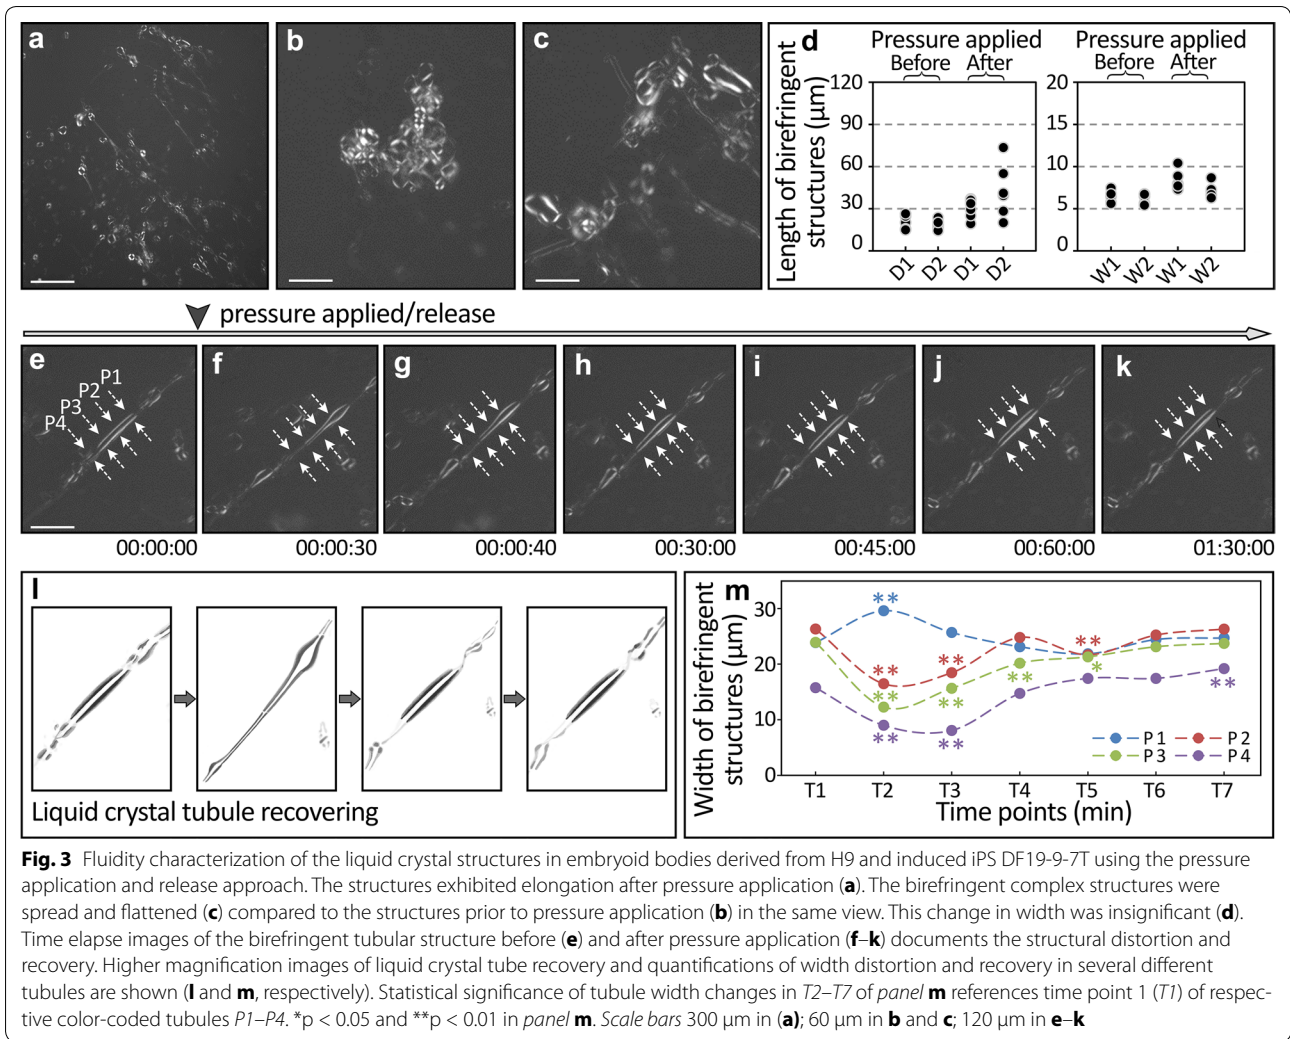 a
b
c
d
Pressure applied
Before After
Pressure applied
Before After
Length of birefringent
structures (μm)
120
90
60
30
0
D1 D2 D1 D2
20
15
10
5
0
W1 W2 W1 W2
pressure applied/release
e
P1
P2
P3
P4
f
g
h
i
j
k
00:00:00
00:00:30
00:00:40
00:30:00
00:45:00
00:60:00
01:30:00
l
Liquid crystal tubule recovering
m
Width of birefringent
structures (μm)
30
20
10
0
**
**
**
**
**
**
**
**
**
*
**
P 1 P 2
P 3 P 4
T1 T2 T3 T4 T5 T6 T7
Time points (min)
Fig. 3 Fluidity characterization of the liquid crystal structures in embryoid bodies derived from H9 and induced iPS DF19-9-7T using the pressure
application and release approach. The structures exhibited elongation after pressure application (a). The birefringent complex structures were
spread and flattened (c) compared to the structures prior to pressure application (b) in the same view. This change in width was insignificant (d).
Time elapse images of the birefringent tubular structure before (e) and after pressure application (f–k) documents the structural distortion and
recovery. Higher magnification images of liquid crystal tube recovery and quantifications of width distortion and recovery in several different
tubules are shown (l and m, respectively). Statistical significance of tubule width changes in T2–T7 of panel m references time point 1 (T1) of respec-
tive color-coded tubules P1–P4. *p < 0.05 and **p < 0.01 in panel m. Scale bars 300 μm in (a); 60 μm in b and c; 120 μm in e–k